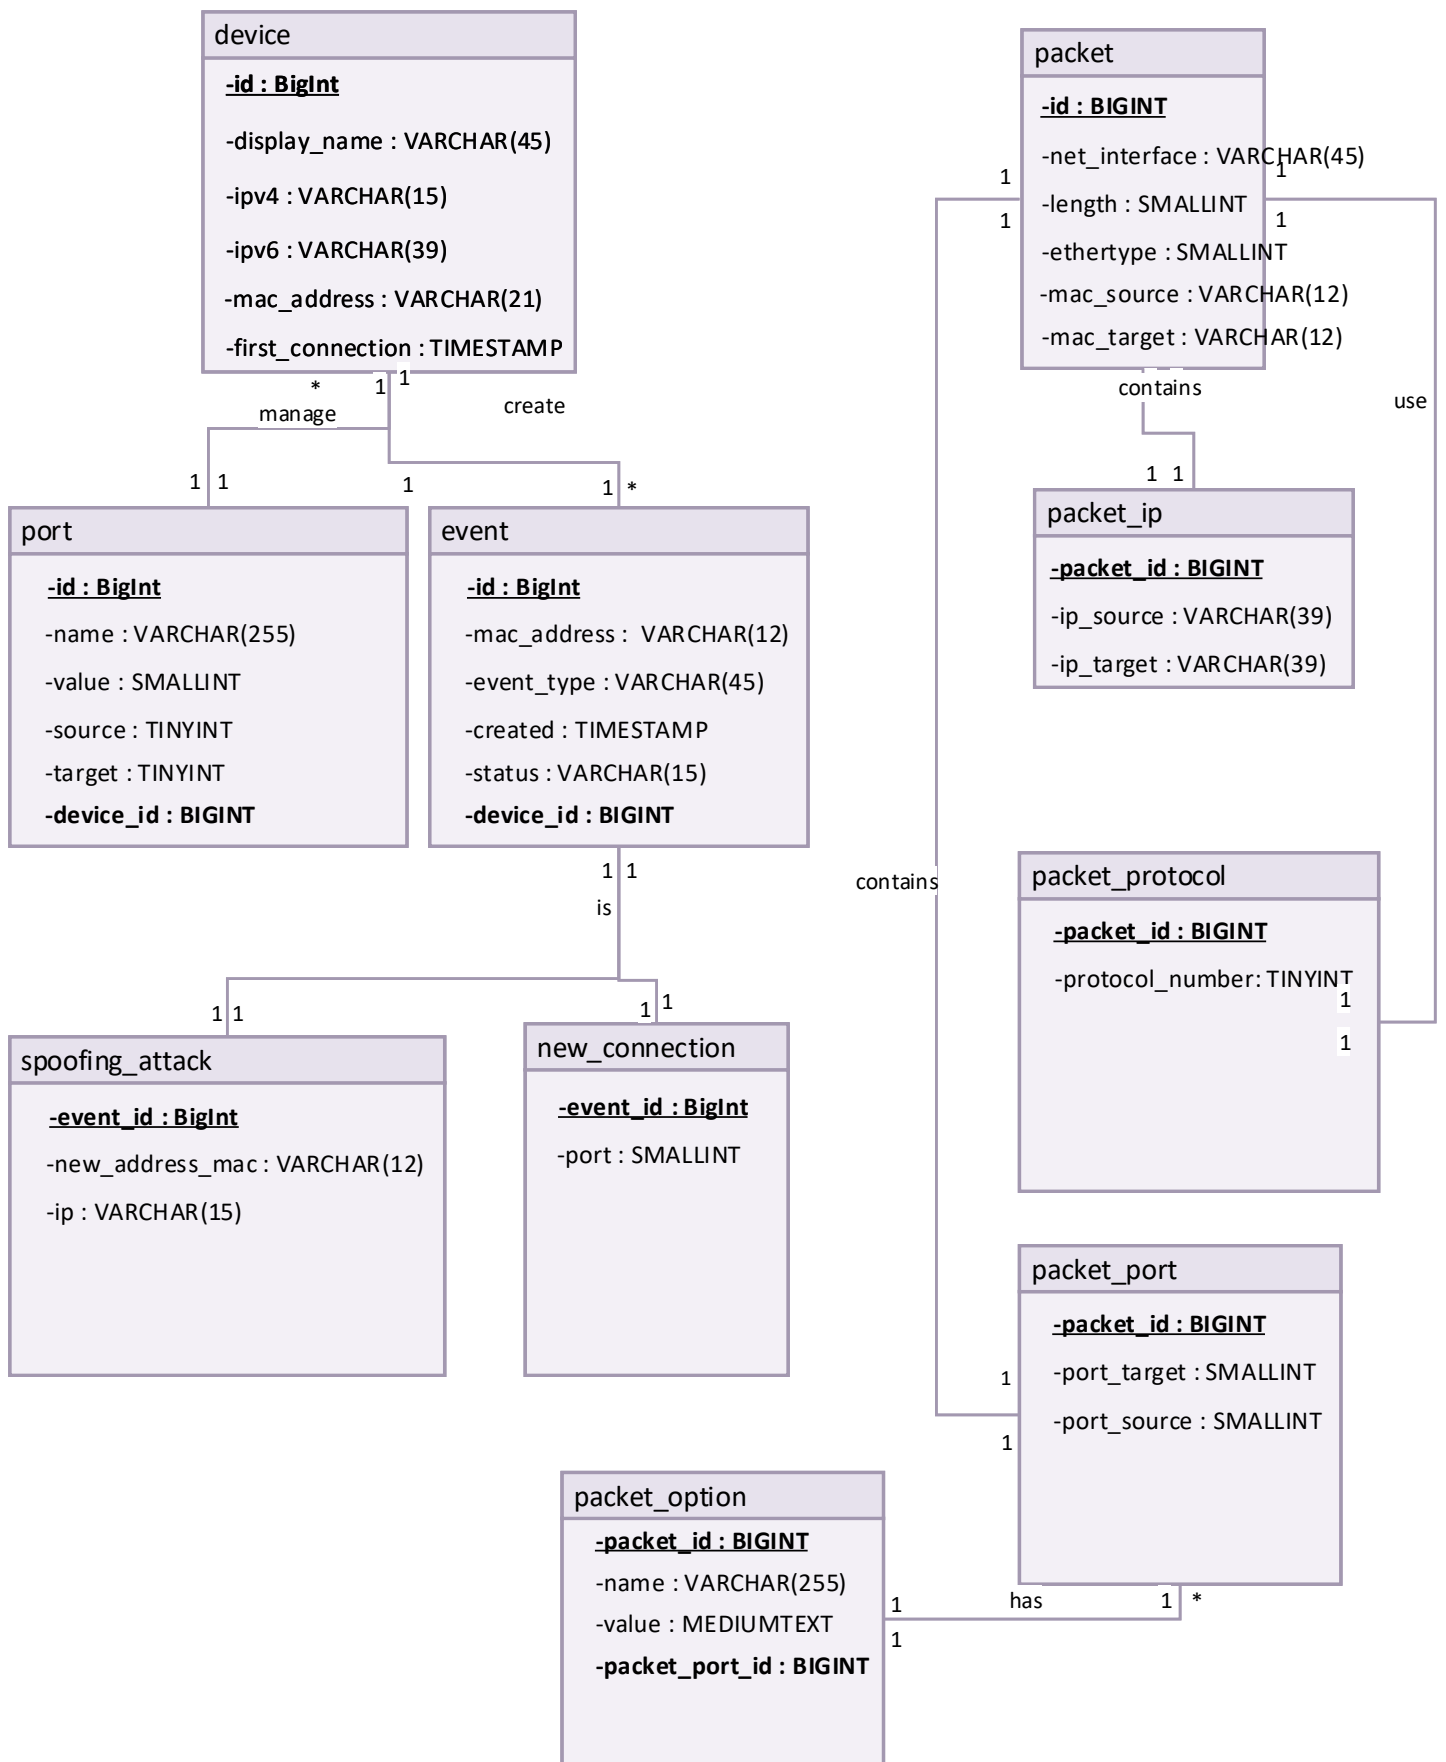 device
-id : BigInt
-display_name : VARCHAR(45)
-ipv4 : VARCHAR(15)
-ipv6 : VARCHAR(39)
-mac_address : VARCHAR(21)
-first_connection : TIMESTAMP
* 1 1
manage
create
1 1
1
1 *
port
-id : BigInt
-name : VARCHAR(255)
-value : SMALLINT
-source : TINYINT
-target : TINYINT
-device_id : BIGINT
event
-id : BigInt
-mac_address : VARCHAR(12)
-event_type : VARCHAR(45)
-created : TIMESTAMP
-status : VARCHAR(15)
-device_id : BIGINT
1 1
is
1 1
1 1
spoofing_attack
-event_id : BigInt
-new_address_mac : VARCHAR(12)
-ip : VARCHAR(15)
new_connection
-event_id : BigInt
-port : SMALLINT
packet
-id : BIGINT
-net_interface : VARCHAR(45)
-length : SMALLINT
-ethertype : SMALLINT
-mac_source : VARCHAR(12)
-mac_target : VARCHAR(12)
1
1
1
1
contains
use
1 1
packet_ip
-packet_id : BIGINT
-ip_source : VARCHAR(39)
-ip_target : VARCHAR(39)
contains
packet_protocol
-packet_id : BIGINT
-protocol_number: TINYINT
1
1
packet_port
-packet_id : BIGINT
-port_target : SMALLINT
-port_source : SMALLINT
1
1
has
1 *
1
1
packet_option
-packet_id : BIGINT
-name : VARCHAR(255)
-value : MEDIUMTEXT
-packet_port_id : BIGINT